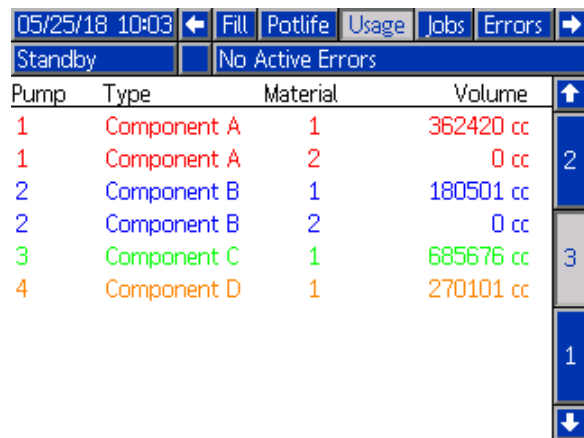 05/25/18 10:03 Fill Potlife Usage Jobs Errors
Standby No Active Errors
Pump Type Material Volume
1 Component A 1 362420 cc
1 Component A 2 0 cc
2 Component B 1 180501 cc
2 Component B 2 0 cc
3 Component C 1 685676 cc
4 Component D 1 270101 cc
2
3
1